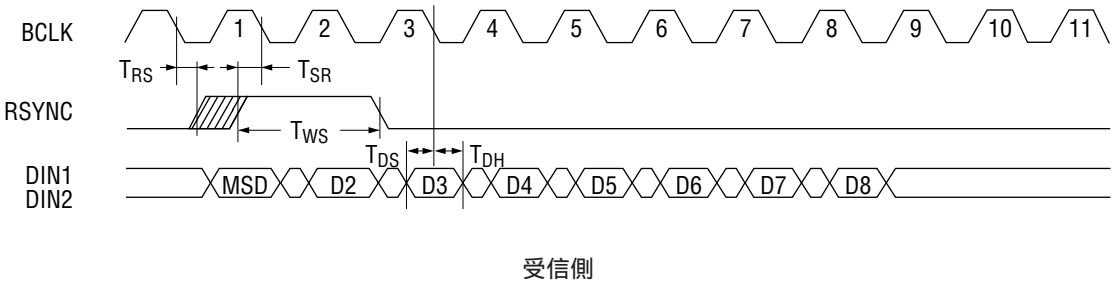 BCLK 1 2 3 4 5 6 7 8 9 10 11
TRS TSR
RSYNC
TWS
TDS TDH
DIN1 MSD D2 D3 D4 D5 D6 D7 D8
DIN2
受信側